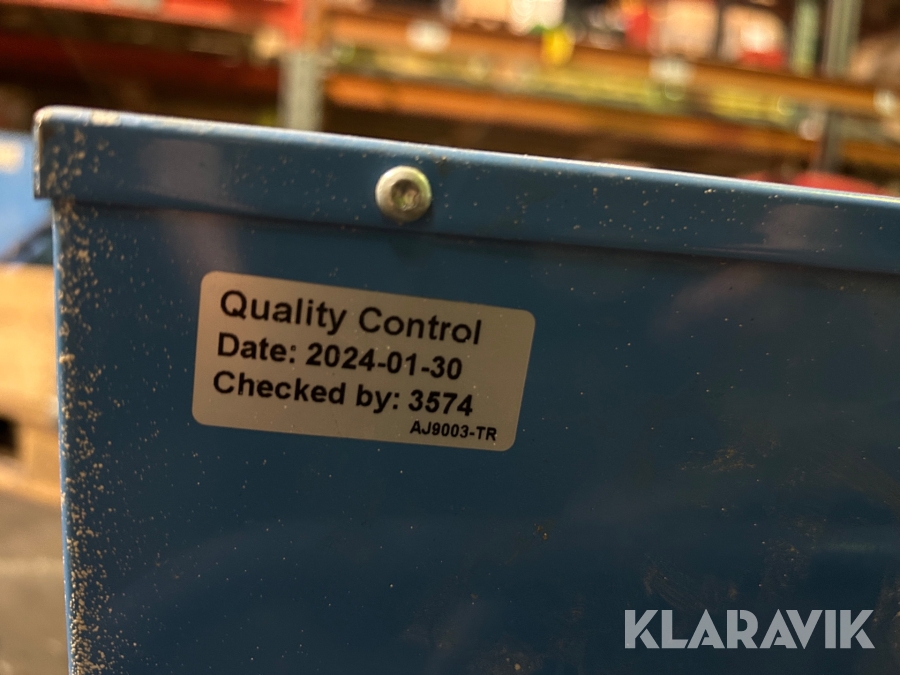 Quality Control
Date: 2024-01-30
Checked by: 3574
AJ9003-TR
KLARAVIK